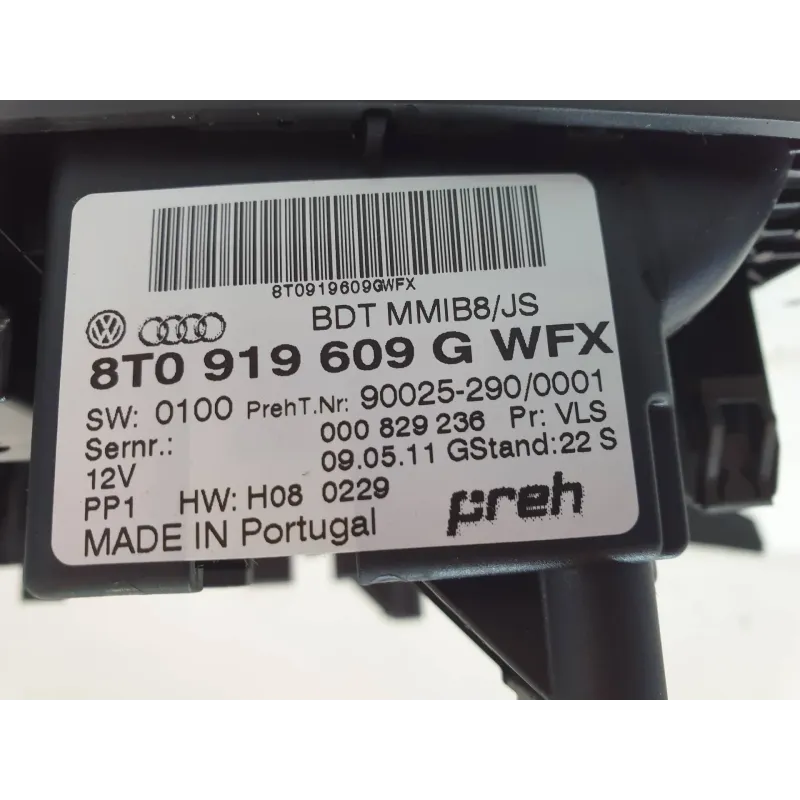 8T0919609GWFX
BDT MMIB8/JS
8T0 919 609 G WFX
SW: 0100 PrehT.Nr: 90025-290/0001
Sernr.: 000 829 236 Pr: VLS
12V 09.05.11 GStand:22 S
PP1 HW: H08 0229
preh
MADE IN Portugal